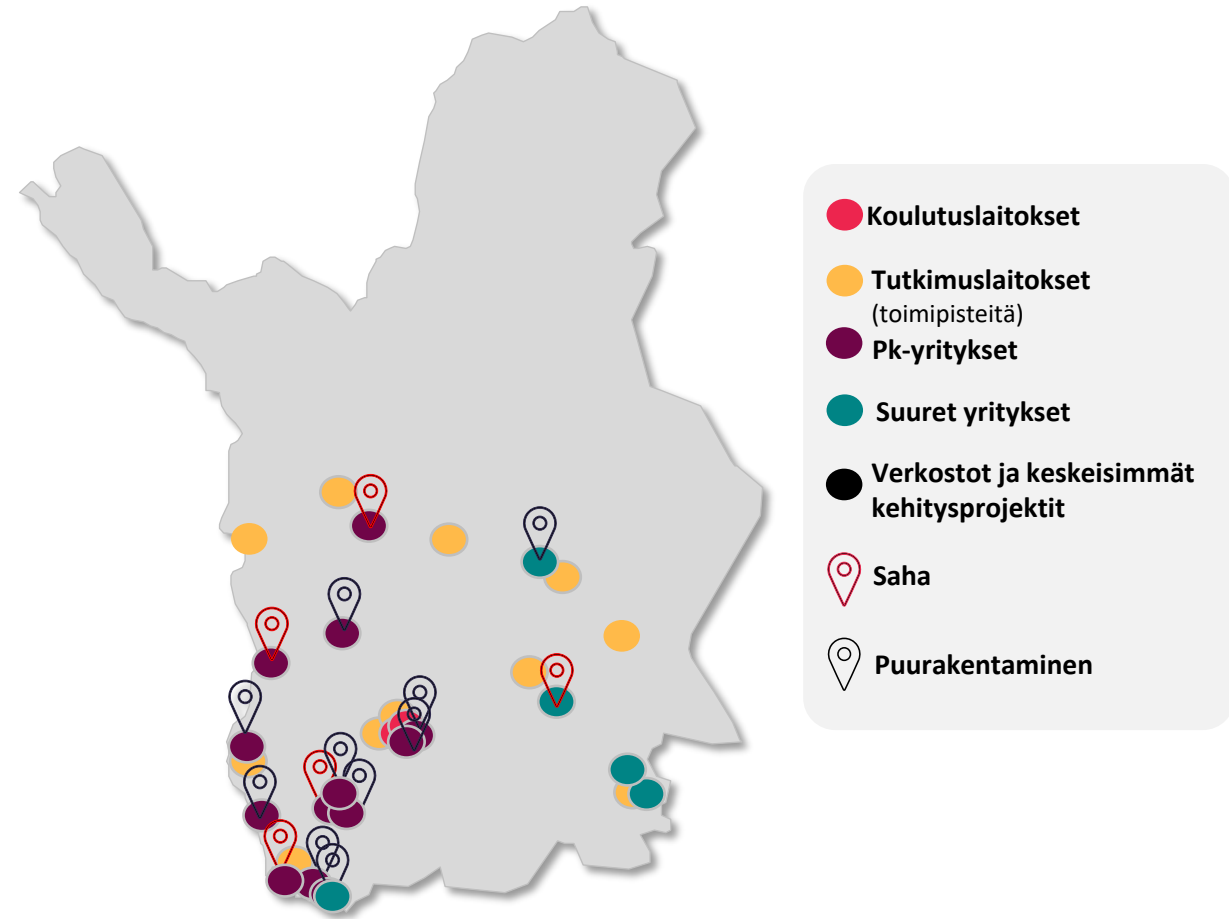 Koulutuslaitokset
Tutkimuslaitokset
(toimipisteitä)
Pk-yritykset
Suuret yritykset
Verkostot ja keskeisimmät
kehitysprojektit
Saha
Puurakentaminen